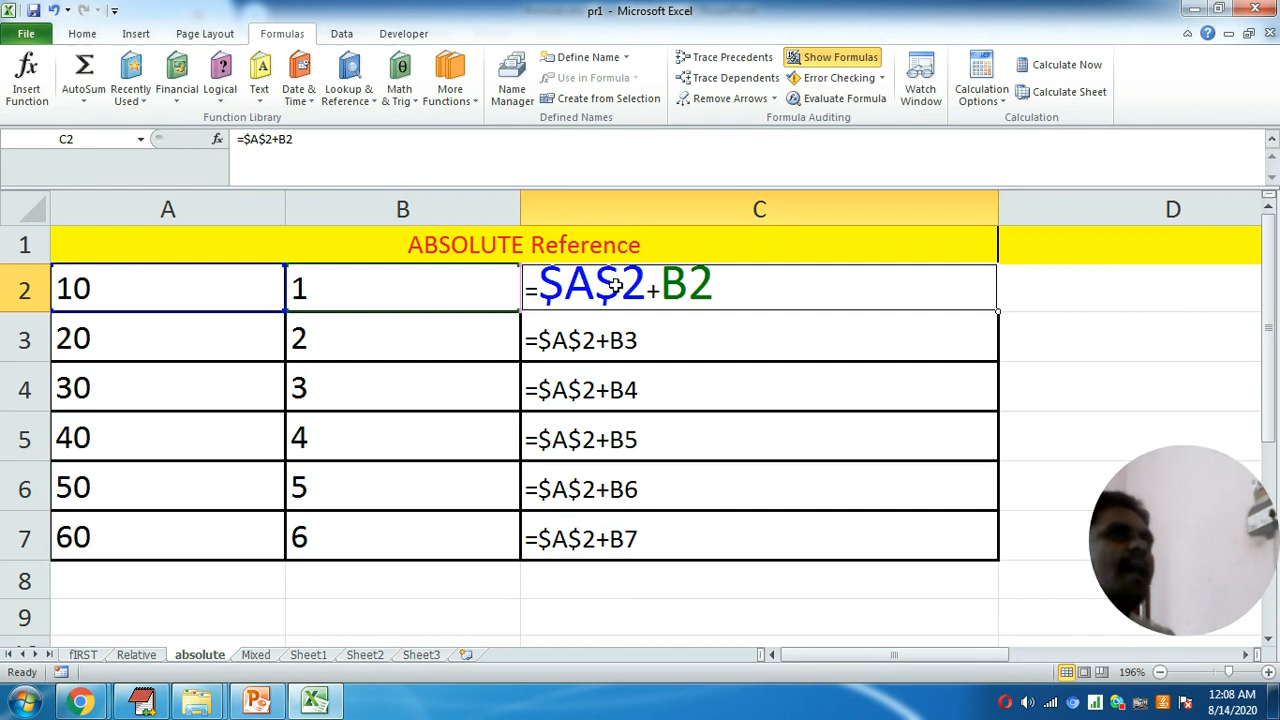 pr1 - Microsoft Excel
File Home Insert Page Layout Formulas Data Developer
Insert Function
AutoSum
Recently Used
Financial
Logical
Text
Date & Time
Lookup & Reference
Math & Trig
More Functions
Function Library
Name Manager
Define Name
Use in Formula
Create from Selection
Defined Names
Trace Precedents
Trace Dependents
Remove Arrows
Show Formulas
Error Checking
Evaluate Formula
Formula Auditing
Watch Window
Calculation Options
Calculate Now
Calculate Sheet
Calculation
C2 fx =$A$2+B2
A B C D
1 ABSOLUTE Reference
2 10 1 =$A$2+B2
3 20 2 =$A$2+B3
4 30 3 =$A$2+B4
5 40 4 =$A$2+B5
6 50 5 =$A$2+B6
7 60 6 =$A$2+B7
8
9
fIRST Relative absolute Mixed Sheet1 Sheet2 Sheet3
Ready 196%
12:08 AM
8/14/2020